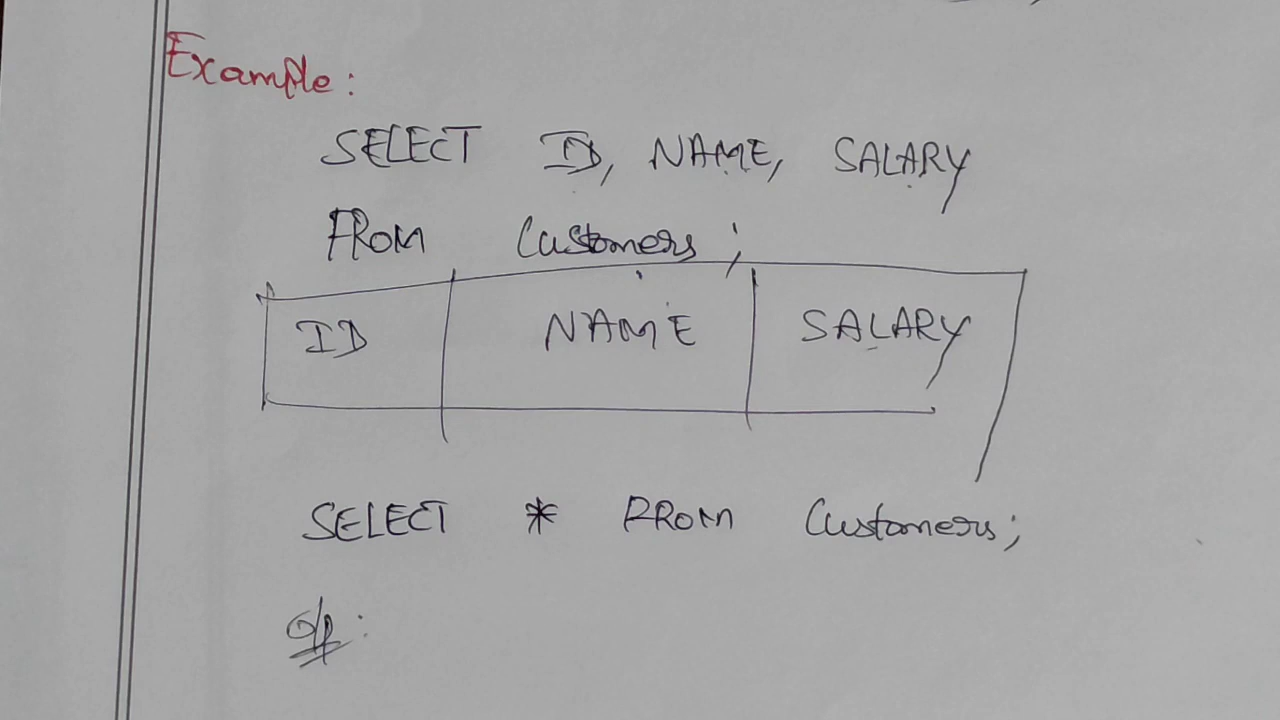 Example:
SELECT ID, NAME, SALARY
FROM Customers;
ID NAME SALARY
SELECT * FROM Customers;
o/p: